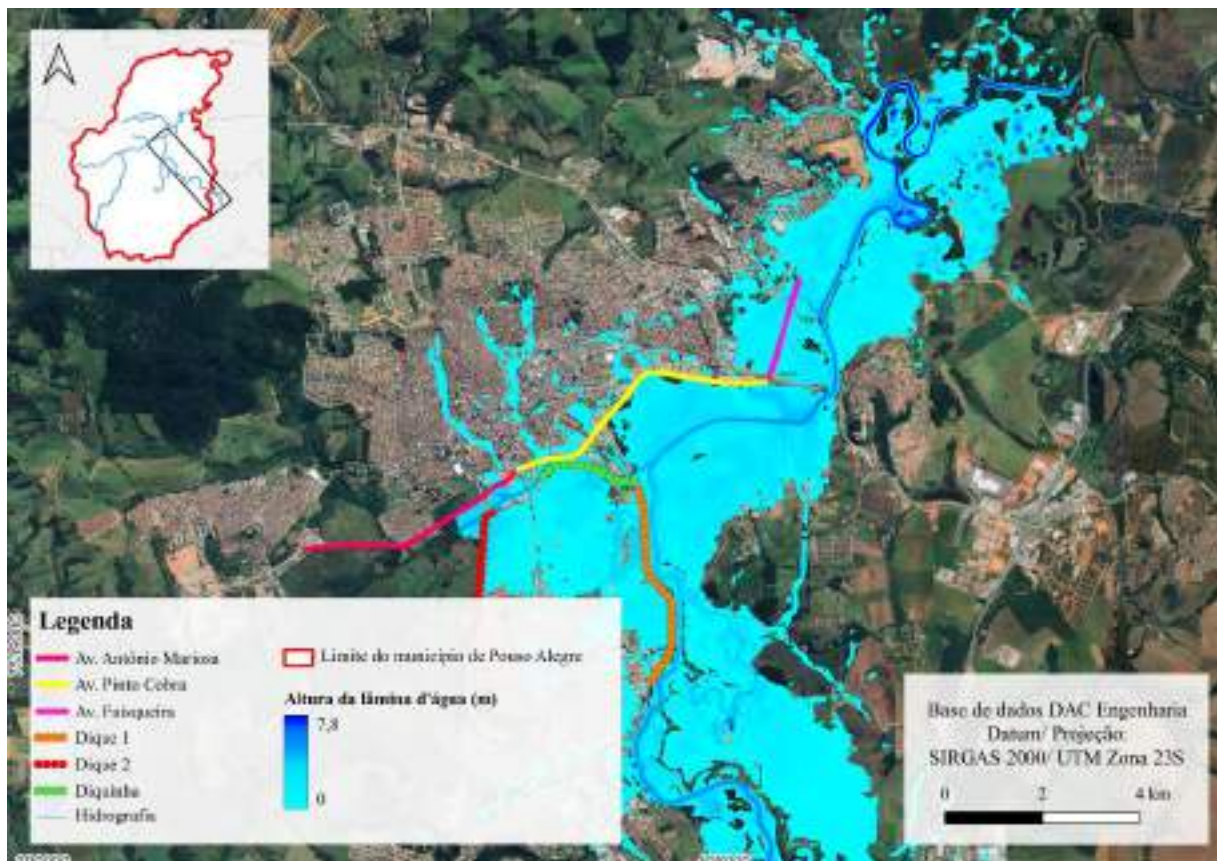 Legenda
Av. Antônio Mariosa
Av. Pinto Cobra
Av. Faisqueira
Dique 1
Dique 2
Diquinho
Hidrografia
Limite do município de Pouso Alegre
Altura da lâmina d'água (m)
7,8
0
Base de dados DAC Engenharia
Datum/ Projeção:
SIRGAS 2000/ UTM Zona 23S
0 2 4 km